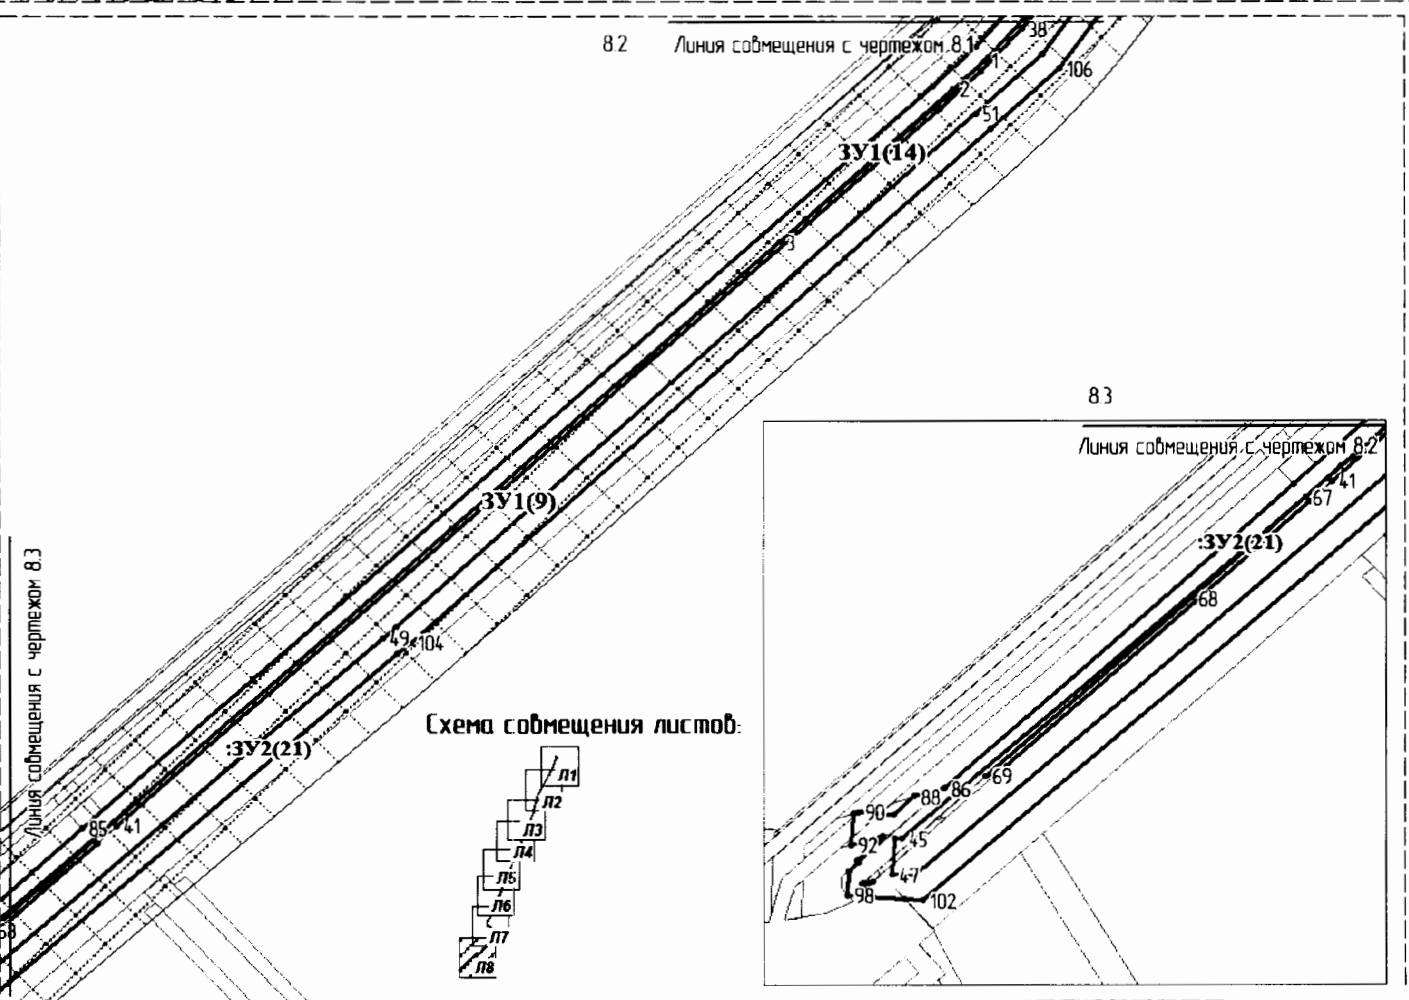 8.2 Линия совмещения с чертежом 8.1
38
1
106
2
51
ЗУ1(14)
3
ЗУ1(9)
49
104
:ЗУ2(21)
85
41
68
Линия совмещения с чертежом 8.3
Схема совмещения листов:
Л1
Л2
Л3
Л4
Л5
Л6
Л7
Л8
8.3
Линия совмещения с чертежом 8.2
41
67
:ЗУ2(21)
68
69
86
88
90
45
92
47
98
102